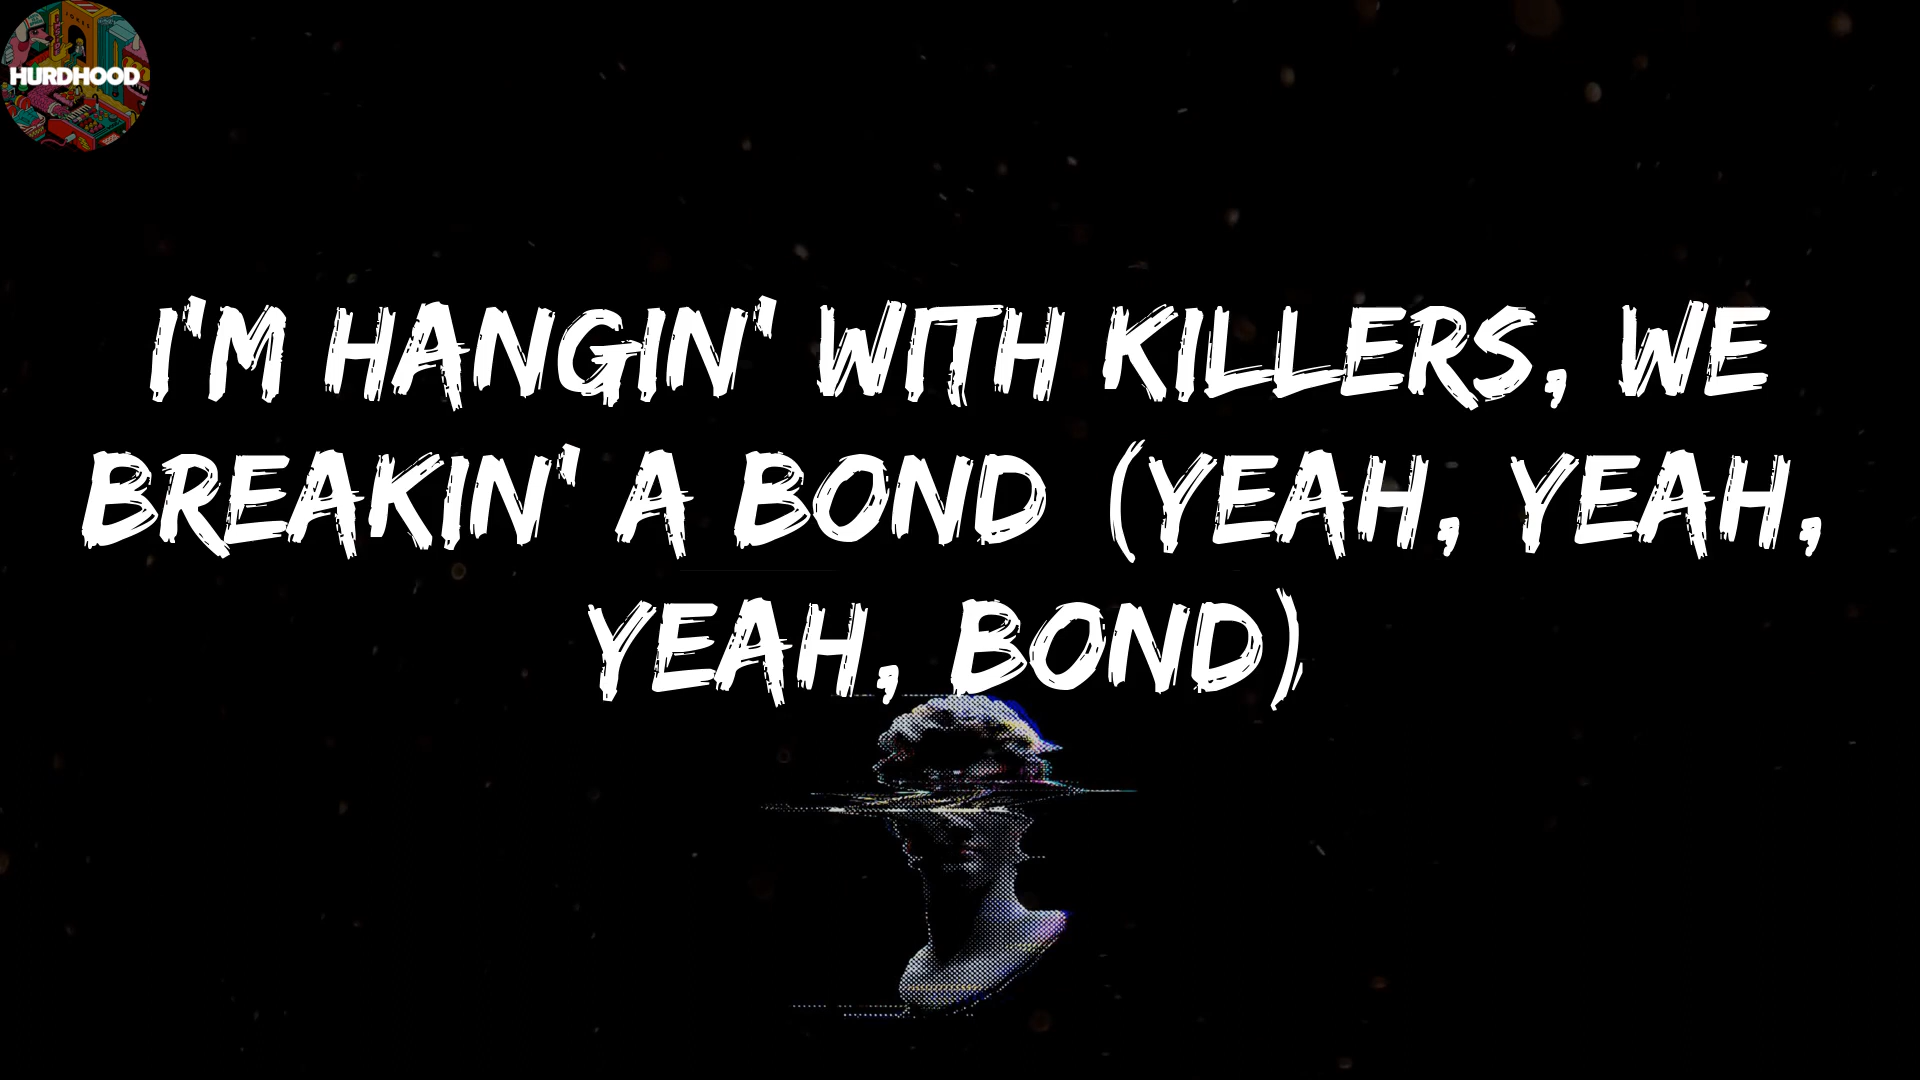 HURDHOOD
I'M HANGIN' WITH KILLERS, WE
BREAKIN' A BOND (YEAH, YEAH,
YEAH, BOND)